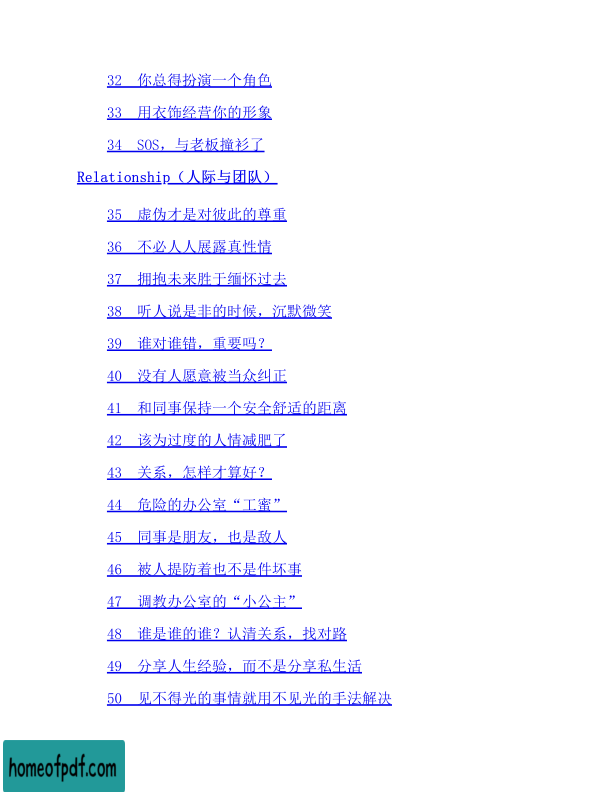 32 你总得扮演一个角色
33 用衣饰经营你的形象
34 SOS，与老板撞衫了
Relationship（人际与团队）
35 虚伪才是对彼此的尊重
36 不必人人展露真性情
37 拥抱未来胜于缅怀过去
38 听人说是非的时候，沉默微笑
39 谁对谁错，重要吗？
40 没有人愿意被当众纠正
41 和同事保持一个安全舒适的距离
42 该为过度的人情减肥了
43 关系，怎样才算好？
44 危险的办公室“工蜜”
45 同事是朋友，也是敌人
46 被人提防着也不是件坏事
47 调教办公室的“小公主”
48 谁是谁的谁？认清关系，找对路
49 分享人生经验，而不是分享私生活
50 见不得光的事情就用不见光的手法解决
homeofpdf.com